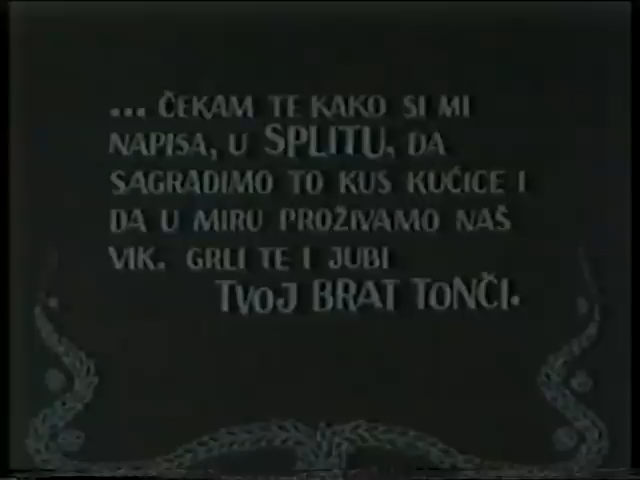 ... ČEKAM TE KAKO SI MI
NAPISA, U SPLITU, DA
SAGRADIMO TO KUS KUĆICE I
DA U MIRU PROŽIVAMO NAŠ
VIK. GRLI TE I JUBI
TVOJ BRAT TONČI.